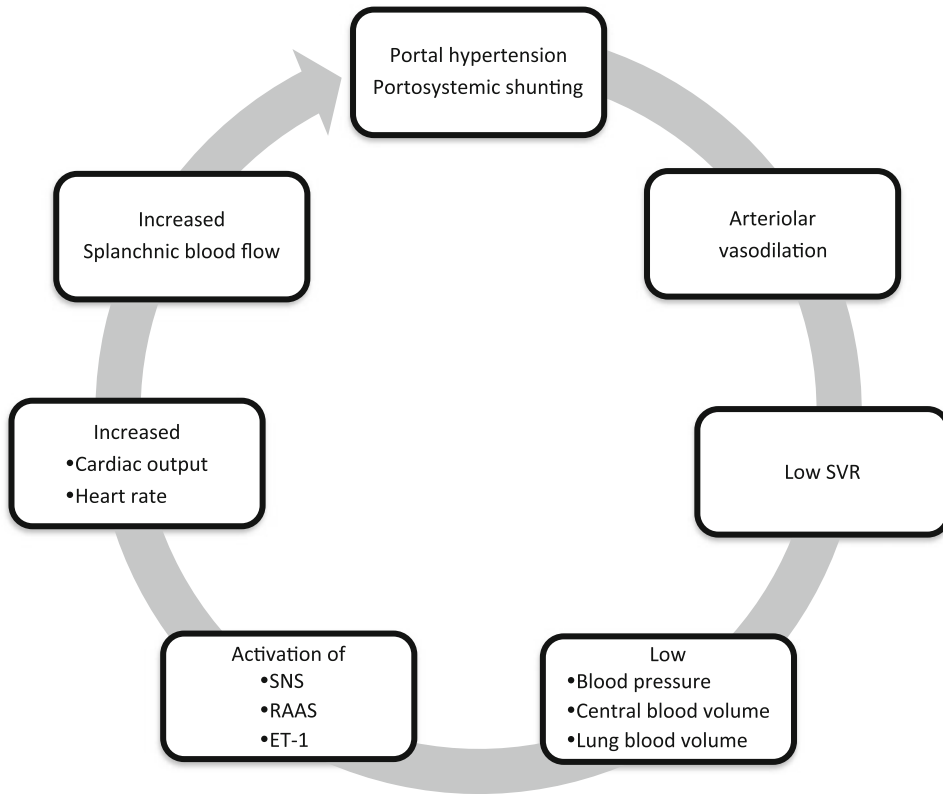 Portal hypertension
Portosystemic shunting
Arteriolar
vasodilation
Low SVR
Low
•Blood pressure
•Central blood volume
•Lung blood volume
Activation of
•SNS
•RAAS
•ET-1
Increased
•Cardiac output
•Heart rate
Increased
Splanchnic blood flow